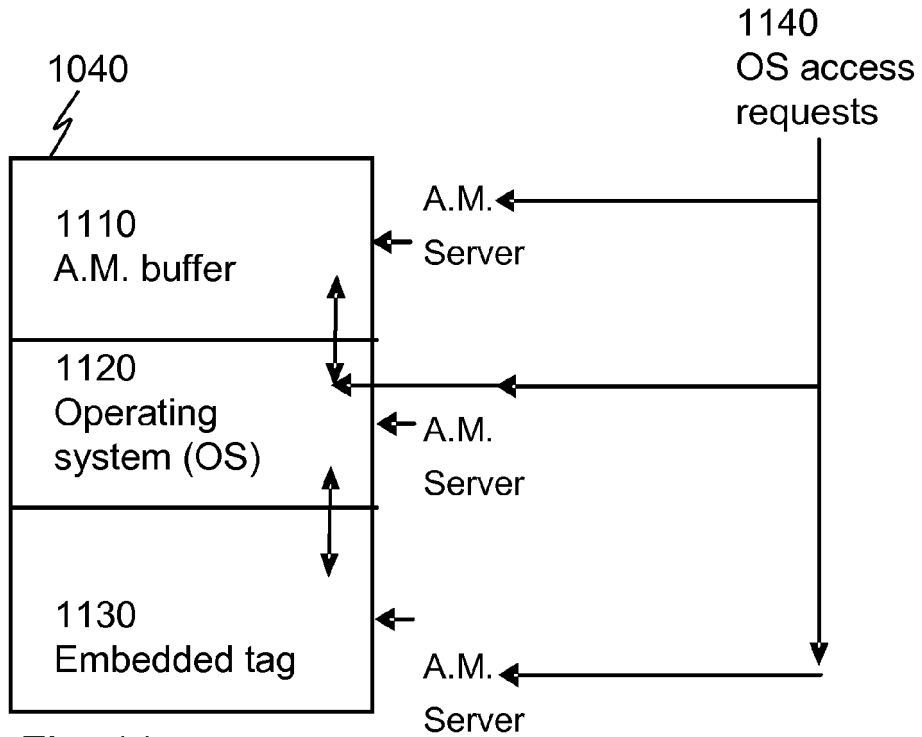 1140
OS access
requests
1040
1110
A.M. buffer
A.M.
Server
1120
Operating
system (OS)
A.M.
Server
1130
Embedded tag
A.M.
Server